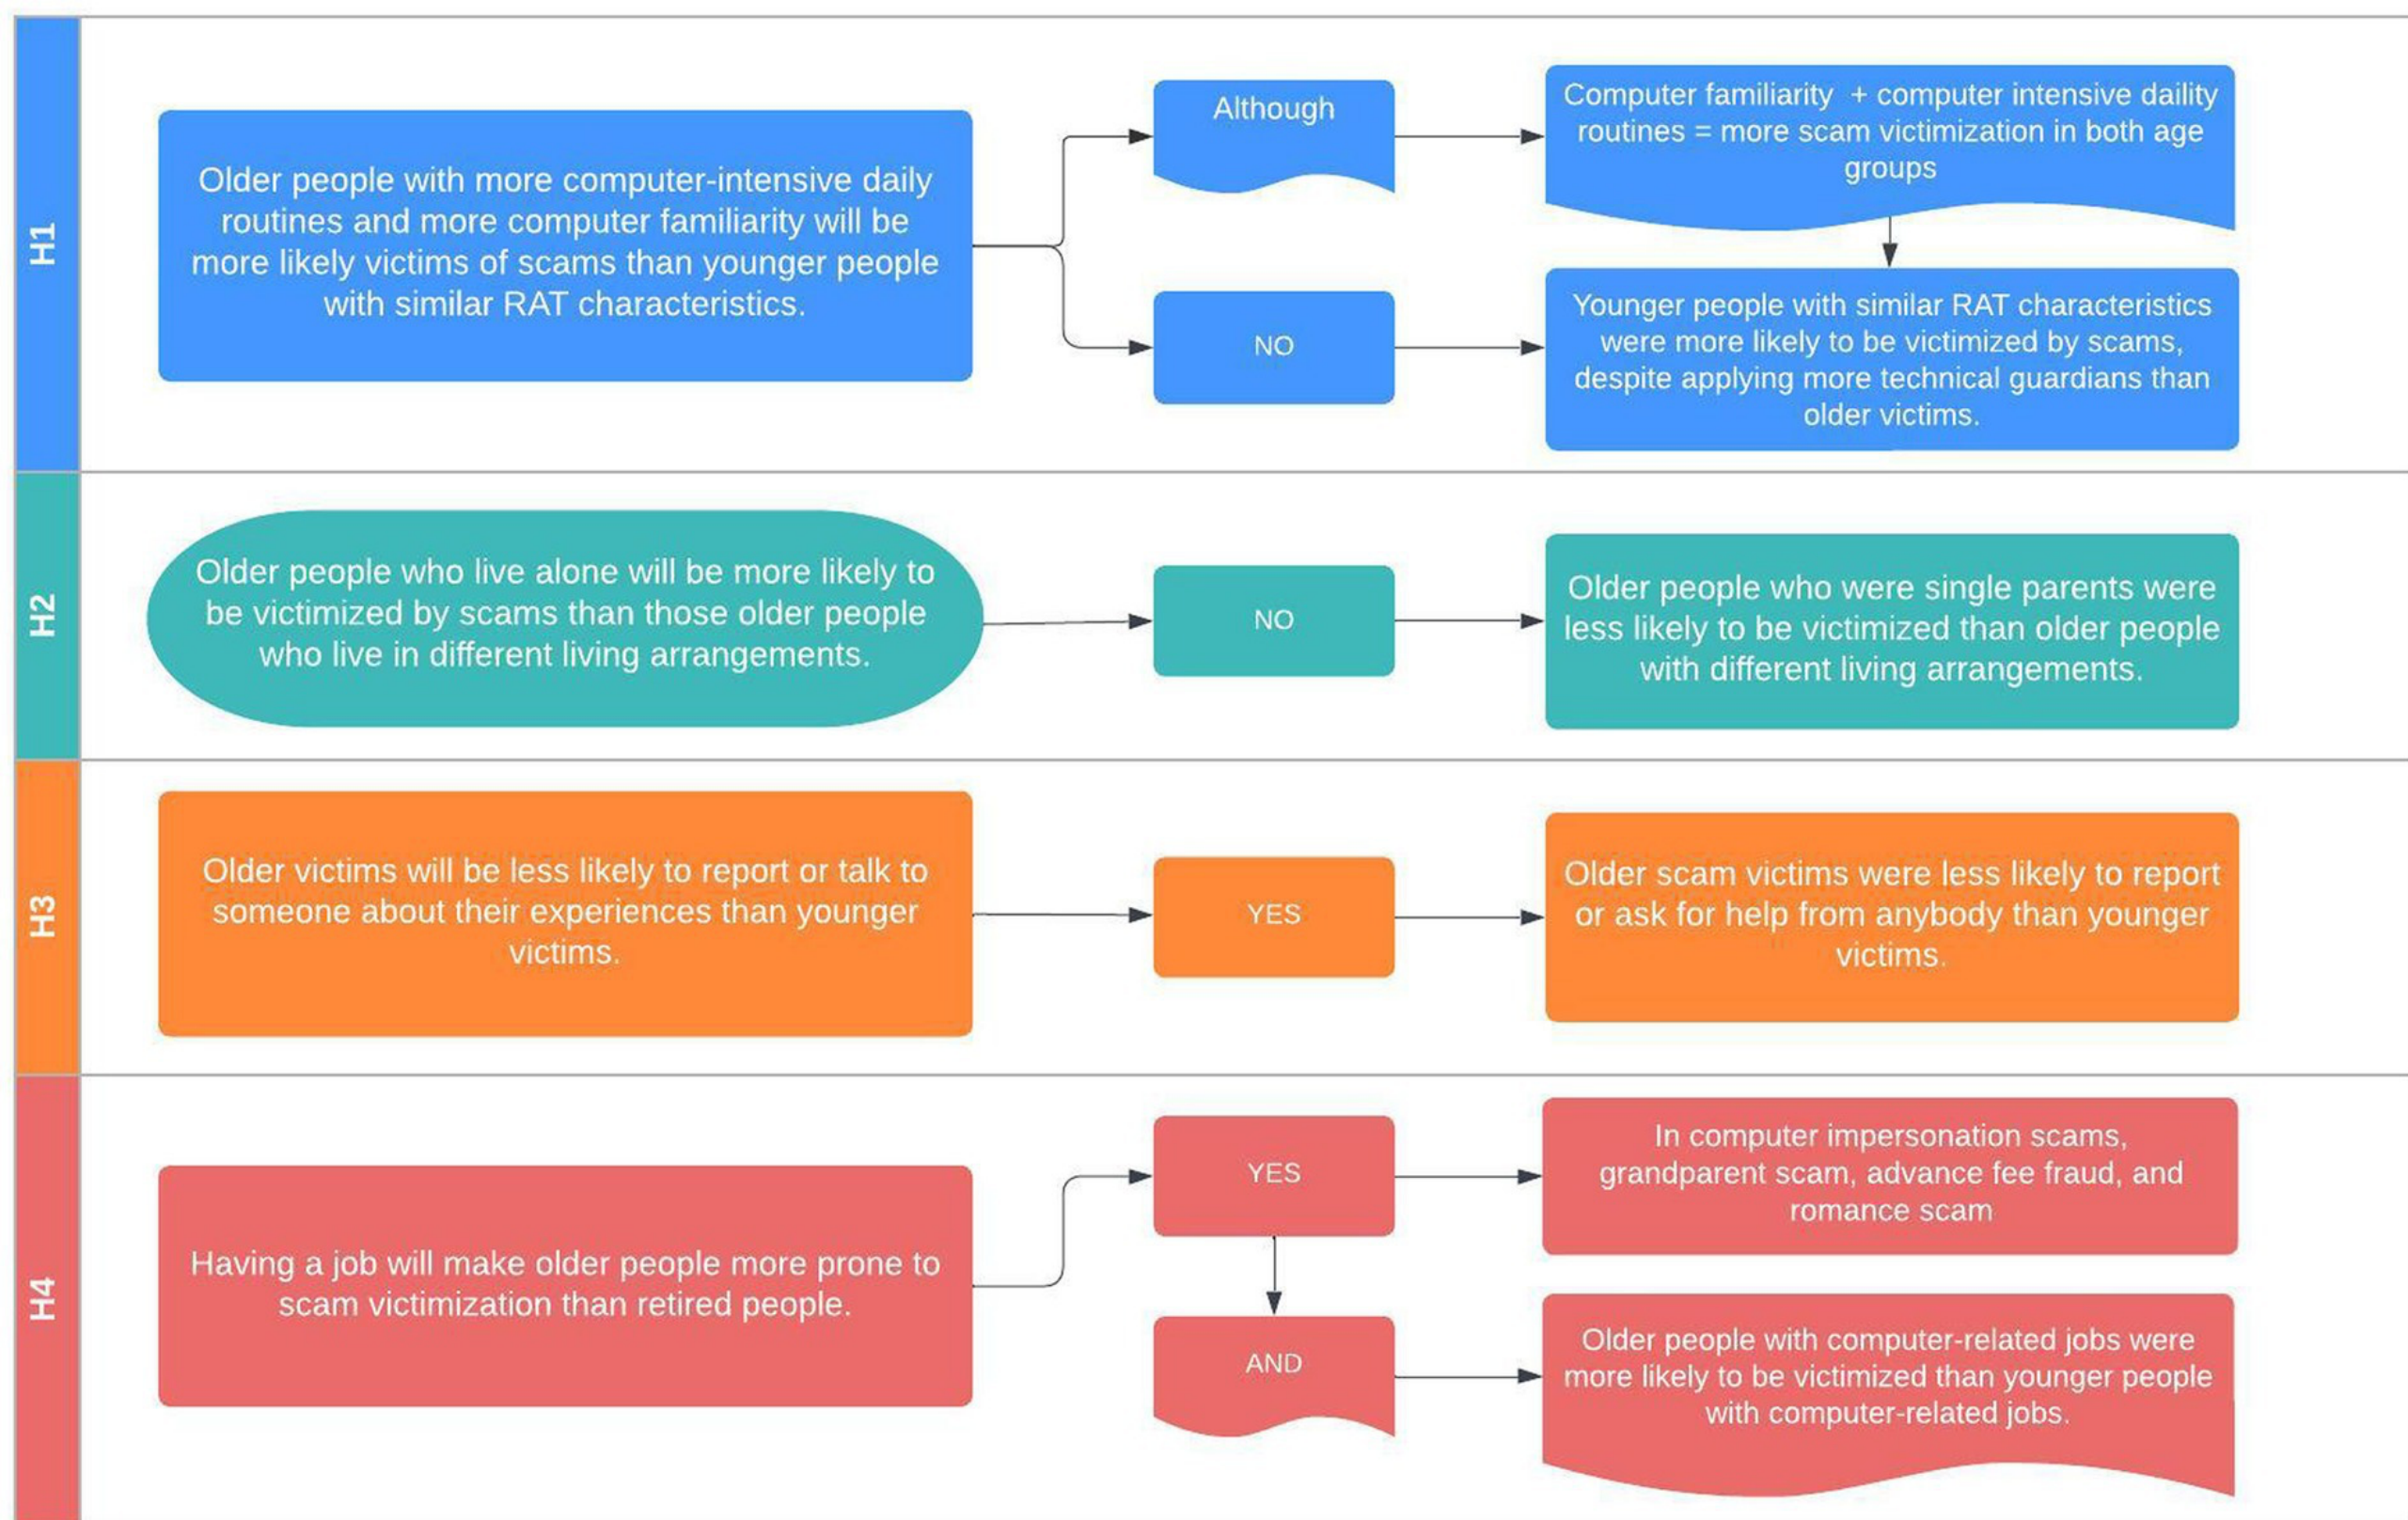 H1
Older people with more computer-intensive daily
routines and more computer familiarity will be
more likely victims of scams than younger people
with similar RAT characteristics.
Although
Computer familiarity + computer intensive daility
routines = more scam victimization in both age
groups
NO
Younger people with similar RAT characteristics
were more likely to be victimized by scams,
despite applying more technical guardians than
older victims.
H2
Older people who live alone will be more likely to
be victimized by scams than those older people
who live in different living arrangements.
NO
Older people who were single parents were
less likely to be victimized than older people
with different living arrangements.
H3
Older victims will be less likely to report or talk to
someone about their experiences than younger
victims.
YES
Older scam victims were less likely to report
or ask for help from anybody than younger
victims.
H4
Having a job will make older people more prone to
scam victimization than retired people.
YES
In computer impersonation scams,
grandparent scam, advance fee fraud, and
romance scam
AND
Older people with computer-related jobs were
more likely to be victimized than younger people
with computer-related jobs.